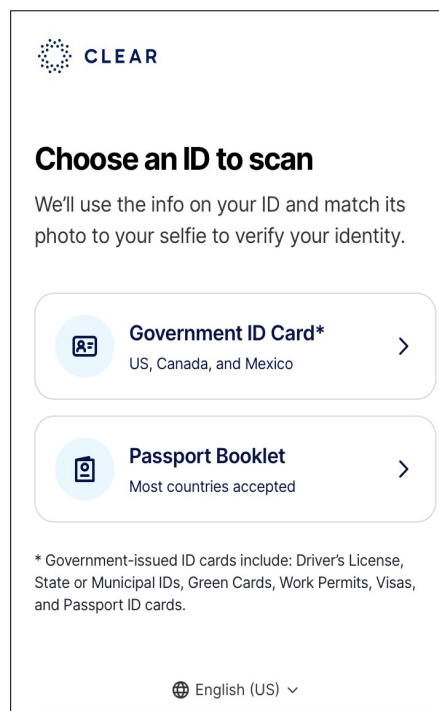 CLEAR
Choose an ID to scan
We’ll use the info on your ID and match its
photo to your selfie to verify your identity.
Government ID Card*
US, Canada, and Mexico
Passport Booklet
Most countries accepted
* Government-issued ID cards include: Driver’s License,
State or Municipal IDs, Green Cards, Work Permits, Visas,
and Passport ID cards.
English (US)